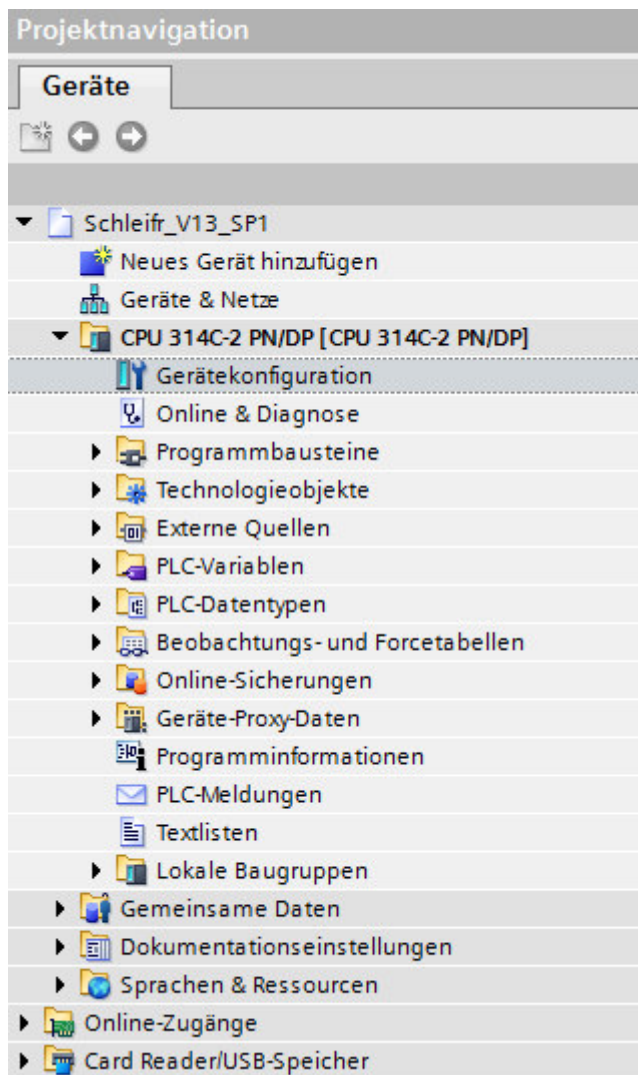 Projektnavigation
Geräte
Schleifr_V13_SP1
Neues Gerät hinzufügen
Geräte & Netze
CPU 314C-2 PN/DP [CPU 314C-2 PN/DP]
Gerätekonfiguration
Online & Diagnose
Programmbausteine
Technologieobjekte
Externe Quellen
PLC-Variablen
PLC-Datentypen
Beobachtungs- und Forcetabellen
Online-Sicherungen
Geräte-Proxy-Daten
Programminformationen
PLC-Meldungen
Textlisten
Lokale Baugruppen
Gemeinsame Daten
Dokumentationseinstellungen
Sprachen & Ressourcen
Online-Zugänge
Card Reader/USB-Speicher